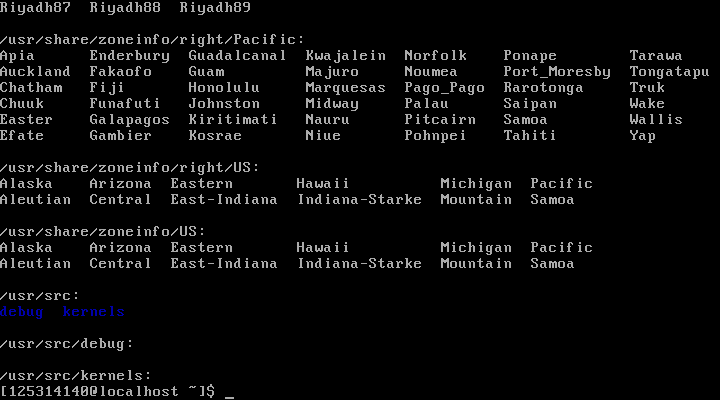 Riyadh87  Riyadh88  Riyadh89

/usr/share/zoneinfo/right/Pacific:
Apia      Enderbury  Guadalcanal  Kwajalein  Norfolk    Ponape        Tarawa
Auckland  Fakaofo    Guam         Majuro     Noumea     Port_Moresby  Tongatapu
Chatham   Fiji       Honolulu     Marquesas  Pago_Pago  Rarotonga     Truk
Chuuk     Funafuti   Johnston     Midway     Palau      Saipan        Wake
Easter    Galapagos  Kiritimati   Nauru      Pitcairn   Samoa         Wallis
Efate     Gambier    Kosrae       Niue       Pohnpei    Tahiti        Yap

/usr/share/zoneinfo/right/US:
Alaska    Arizona  Eastern       Hawaii          Michigan  Pacific
Aleutian  Central  East-Indiana  Indiana-Starke  Mountain  Samoa

/usr/share/zoneinfo/US:
Alaska    Arizona  Eastern       Hawaii          Michigan  Pacific
Aleutian  Central  East-Indiana  Indiana-Starke  Mountain  Samoa

/usr/src:
debug  kernels

/usr/src/debug:

/usr/src/kernels:
[125314140@localhost ~]$ _